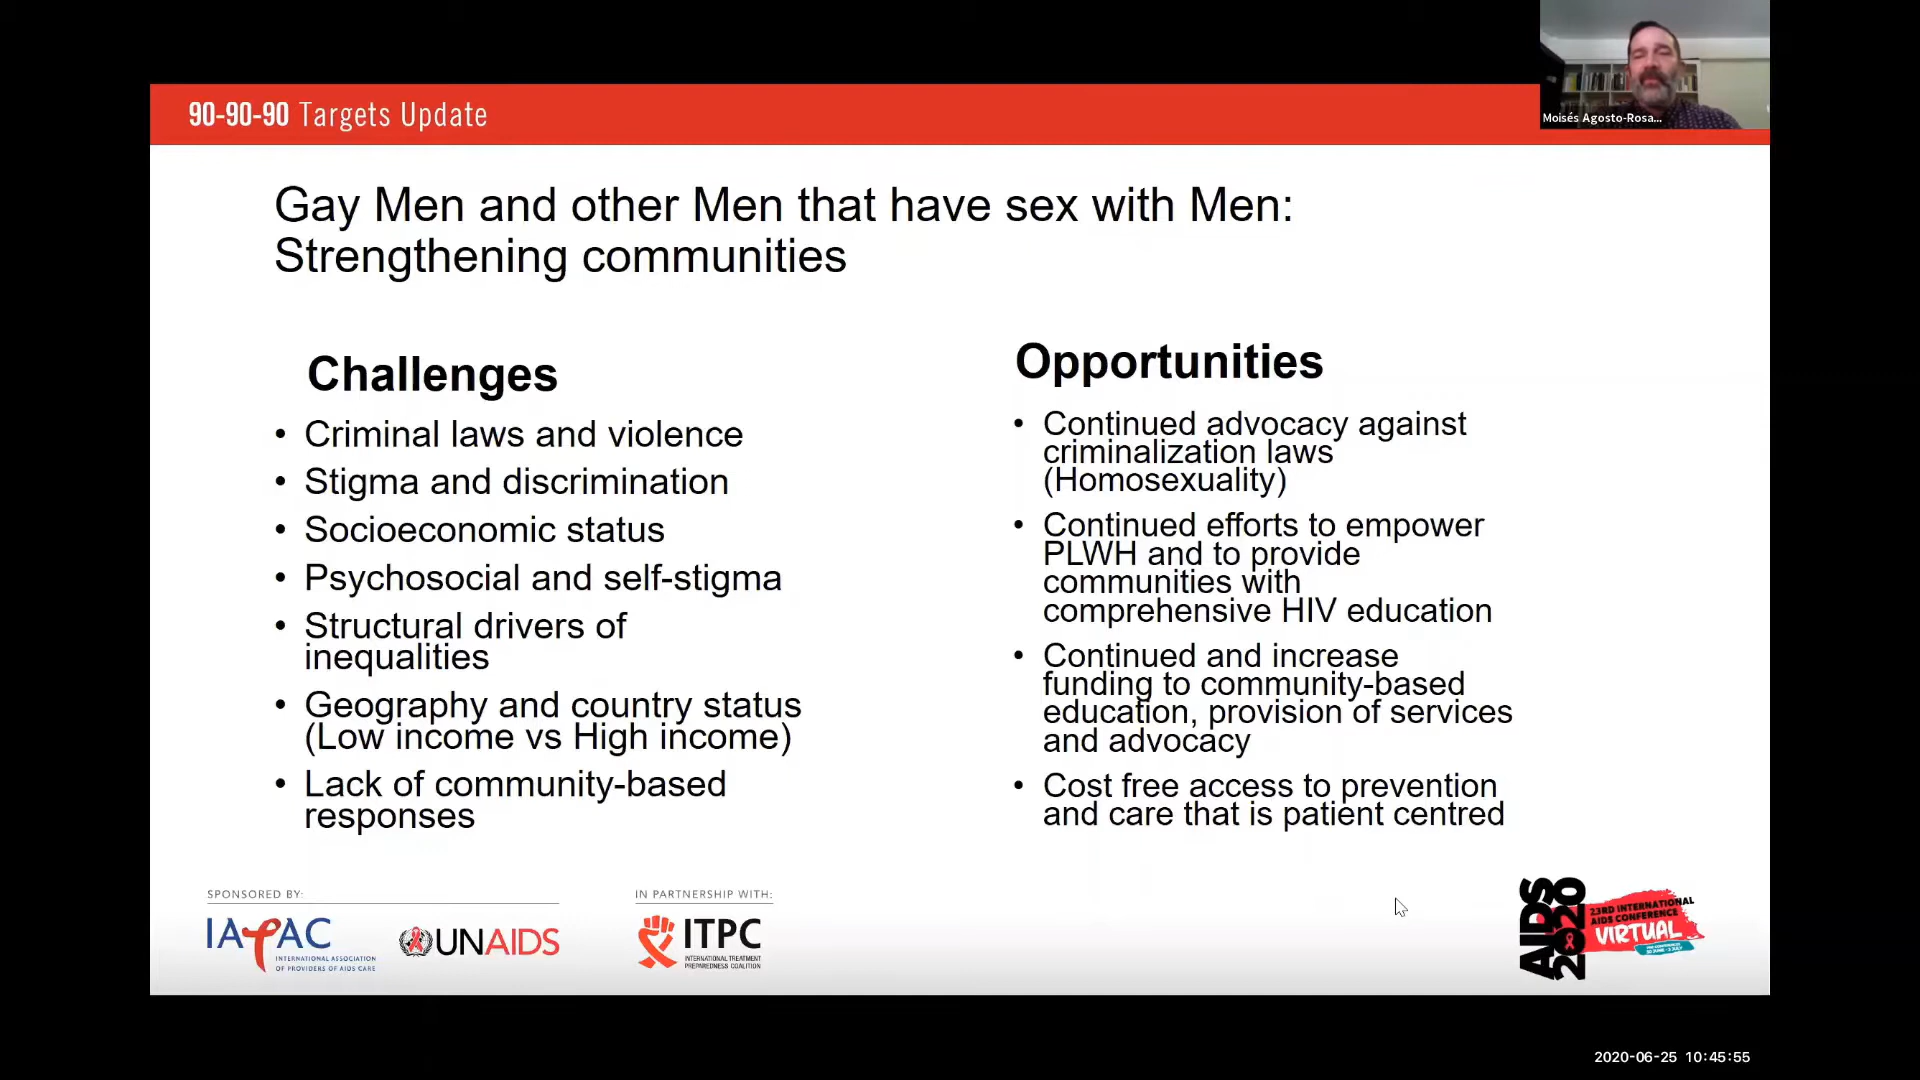 Moisés Agosto-Rosa...
90-90-90 Targets Update
Gay Men and other Men that have sex with Men:
Strengthening communities
Challenges
• Criminal laws and violence
• Stigma and discrimination
• Socioeconomic status
• Psychosocial and self-stigma
• Structural drivers of
inequalities
• Geography and country status
(Low income vs High income)
• Lack of community-based
responses
Opportunities
• Continued advocacy against
criminalization laws
(Homosexuality)
• Continued efforts to empower
PLWH and to provide
communities with
comprehensive HIV education
• Continued and increase
funding to community-based
education, provision of services
and advocacy
• Cost free access to prevention
and care that is patient centred
SPONSORED BY:
IAPAC
INTERNATIONAL ASSOCIATION
OF PROVIDERS OF AIDS CARE
UNAIDS
IN PARTNERSHIP WITH:
ITPC
INTERNATIONAL TREATMENT
PREPAREDNESS COALITION
AIDS
2020
23RD INTERNATIONAL
AIDS CONFERENCE
VIRTUAL
2020-06-25 10:45:55